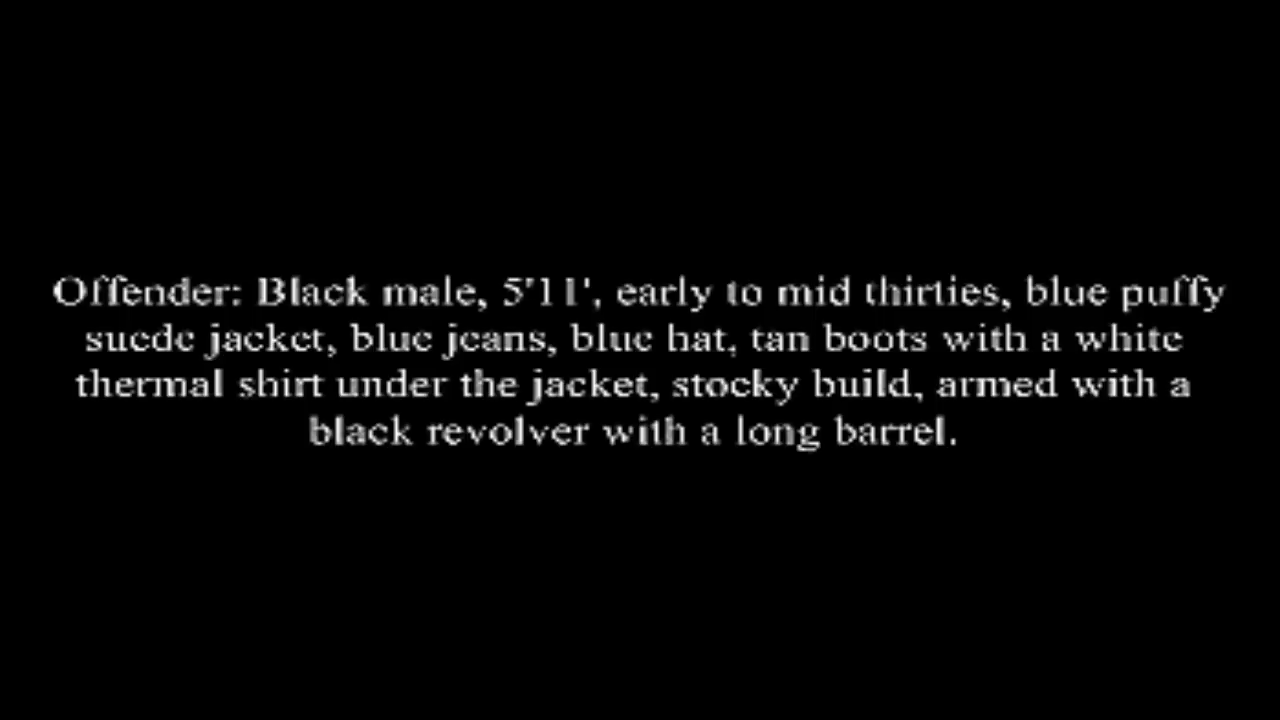 Offender: Black male, 5'11', early to mid thirties, blue puffy
suede jacket, blue jeans, blue hat, tan boots with a white
thermal shirt under the jacket, stocky build, armed with a
black revolver with a long barrel.